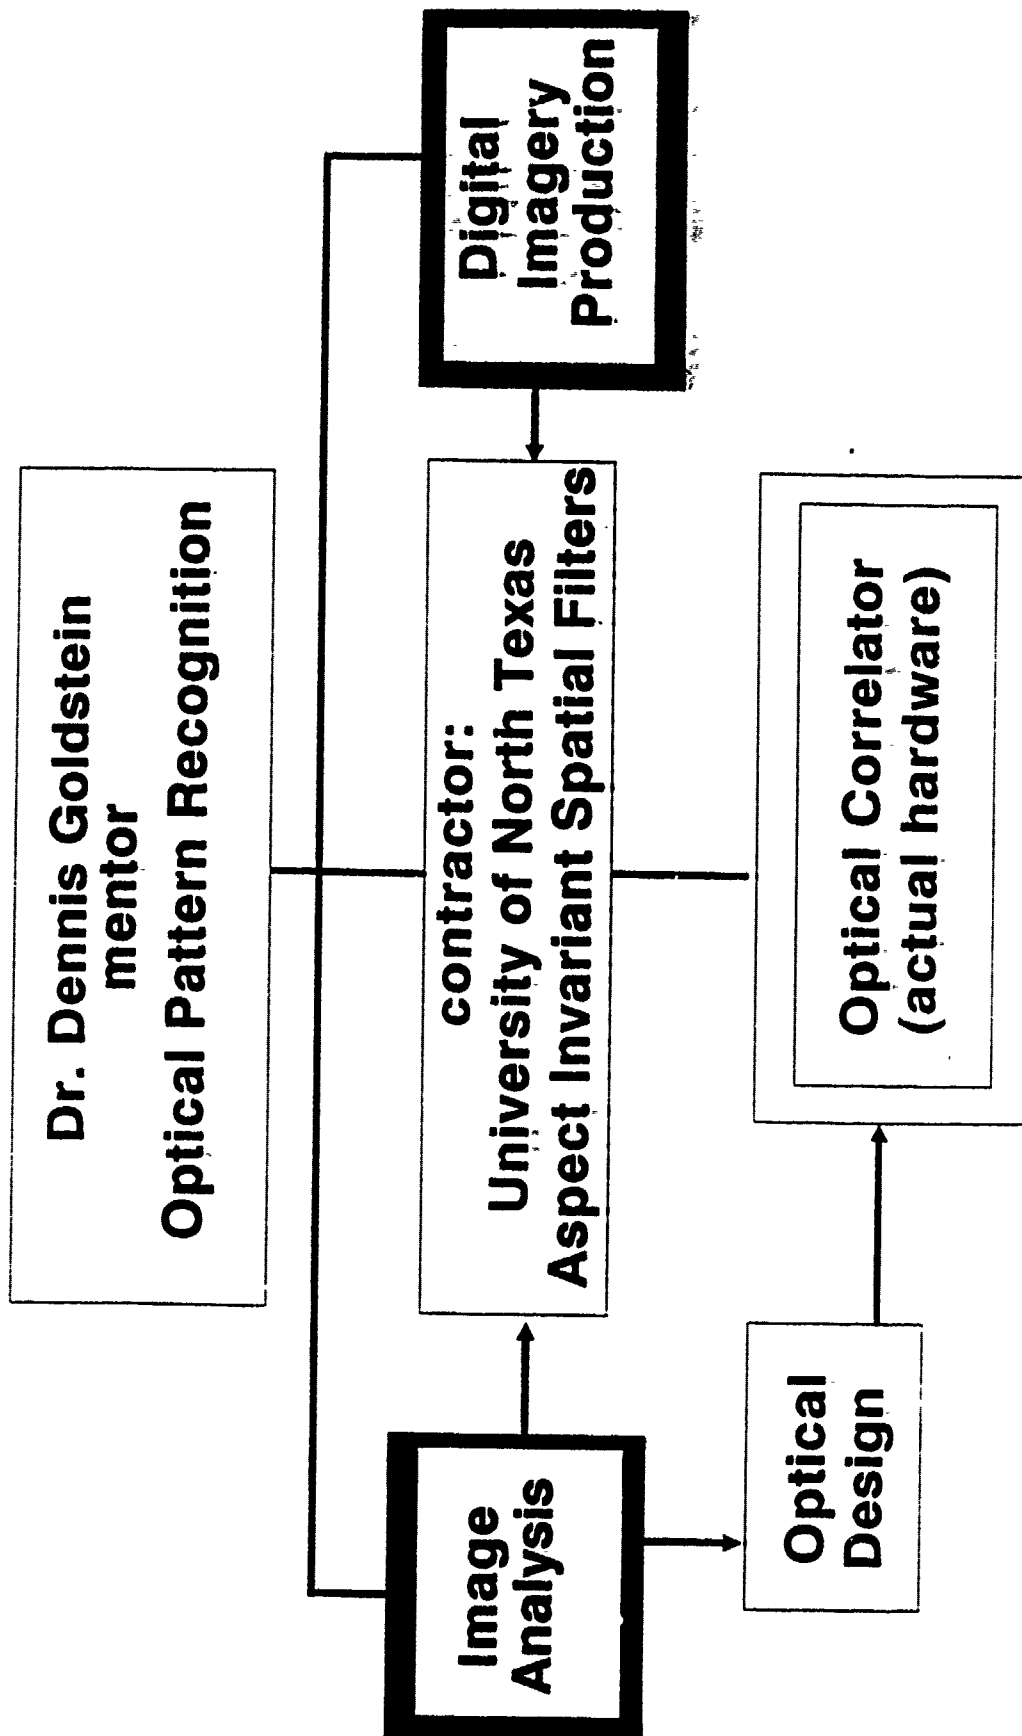 Dr. Dennis Goldstein
mentor
Optical Pattern Recognition
Image
Analysis
contractor:
University of North Texas
Aspect Invariant Spatial Filters
Digital
Imagery
Production
Optical
Design
Optical Correlator
(actual hardware)